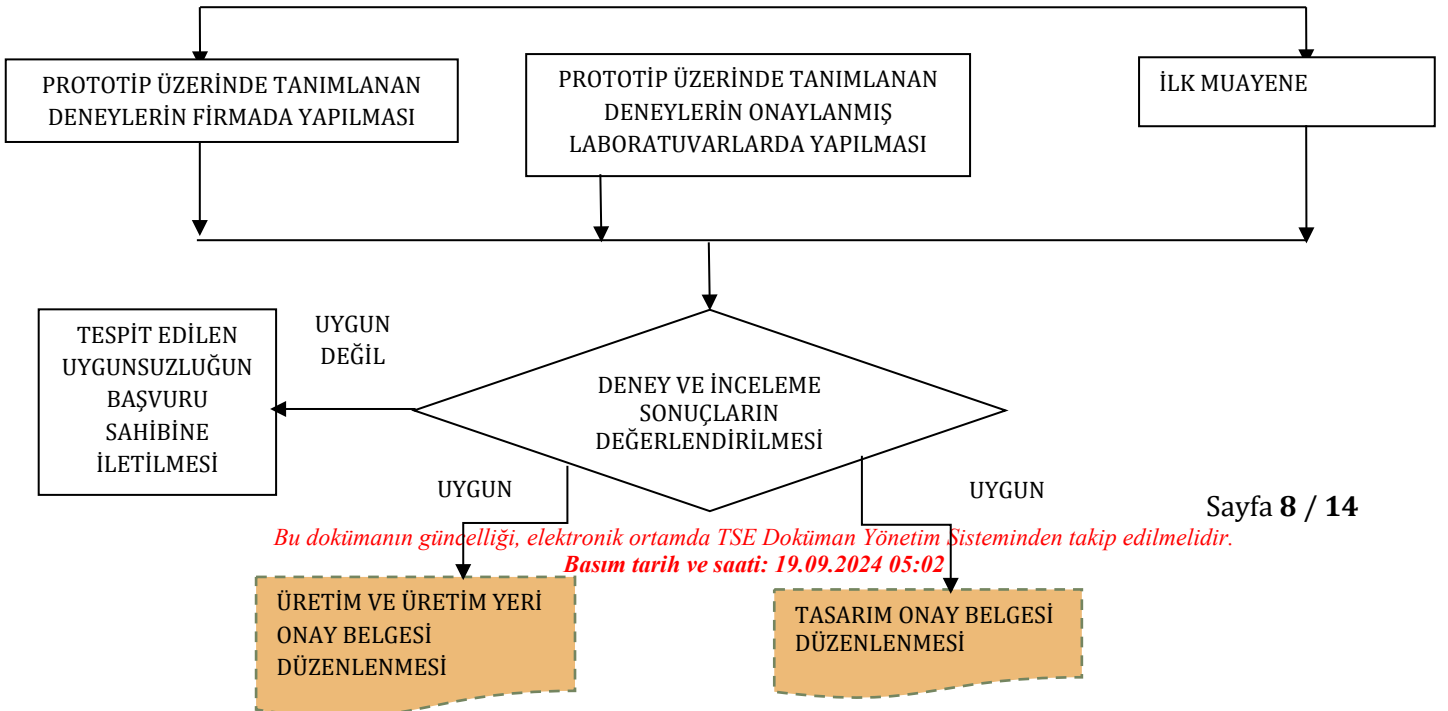 PROTOTİP ÜZERİNDE TANIMLANAN
DENEYLERİN FİRMADA YAPILMASI
PROTOTİP ÜZERİNDE TANIMLANAN
DENEYLERİN ONAYLANMIŞ
LABORATUVARLARDA YAPILMASI
İLK MUAYENE
TESPİT EDİLEN
UYGUNSUZLUĞUN
BAŞVURU
SAHİBİNE
İLETİLMESİ
UYGUN
DEĞİL
DENEY VE İNCELEME
SONUÇLARIN
DEĞERLENDİRİLMESİ
UYGUN
UYGUN
Sayfa 8 / 14
Bu dokümanın güncelliği, elektronik ortamda TSE Doküman Yönetim Sisteminden takip edilmelidir.
Basım tarih ve saati: 19.09.2024 05:02
ÜRETİM VE ÜRETİM YERİ
ONAY BELGESİ
DÜZENLENMESİ
TASARIM ONAY BELGESİ
DÜZENLENMESİ